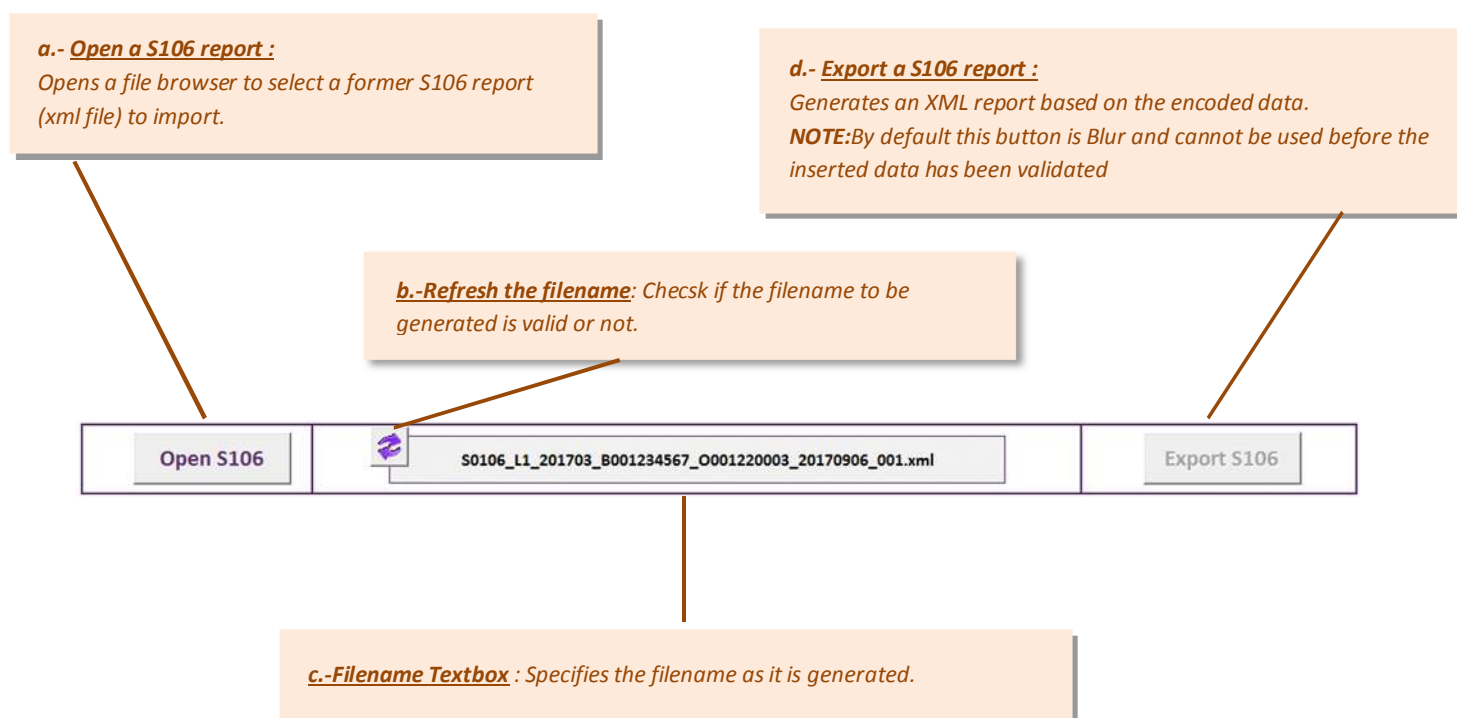 a.- Open a S106 report :
Opens a file browser to select a former S106 report
(xml file) to import.
d.- Export a S106 report :
Generates an XML report based on the encoded data.
NOTE:By default this button is Blur and cannot be used before the
inserted data has been validated
b.-Refresh the filename: Checsk if the filename to be
generated is valid or not.
Open S106
S0106_L1_201703_B001234567_O001220003_20170906_001.xml
Export S106
c.-Filename Textbox : Specifies the filename as it is generated.